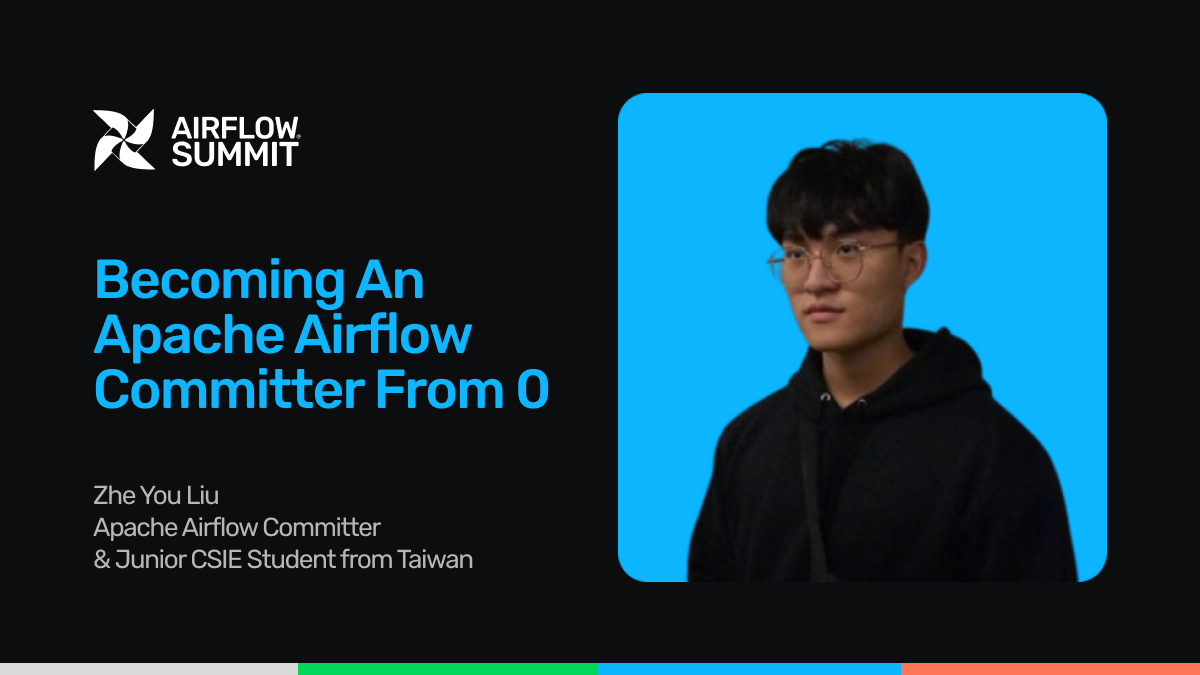 AIRFLOW
SUMMIT
Becoming An
Apache Airflow
Committer From 0
Zhe You Liu
Apache Airflow Committer
& Junior CSIE Student from Taiwan